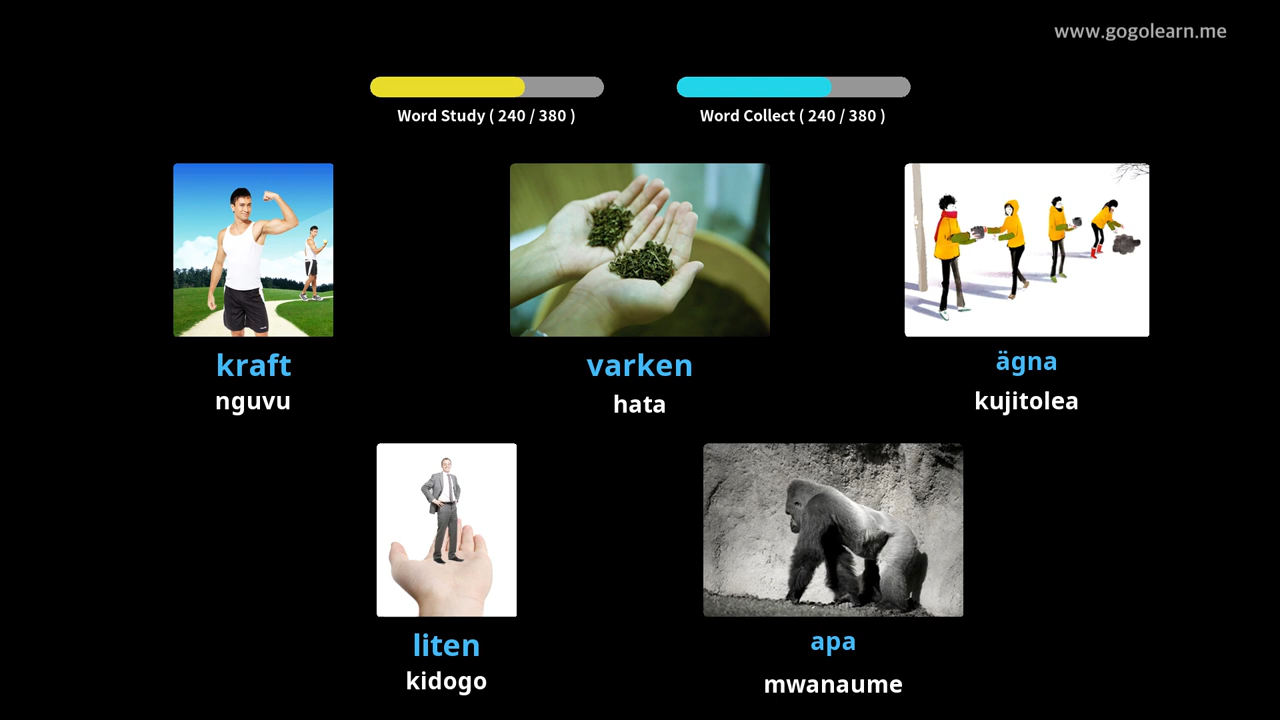 www.gogolearn.me
Word Study ( 240 / 380 )
Word Collect ( 240 / 380 )
kraft
nguvu
varken
hata
ägna
kujitolea
liten
kidogo
apa
mwanaume